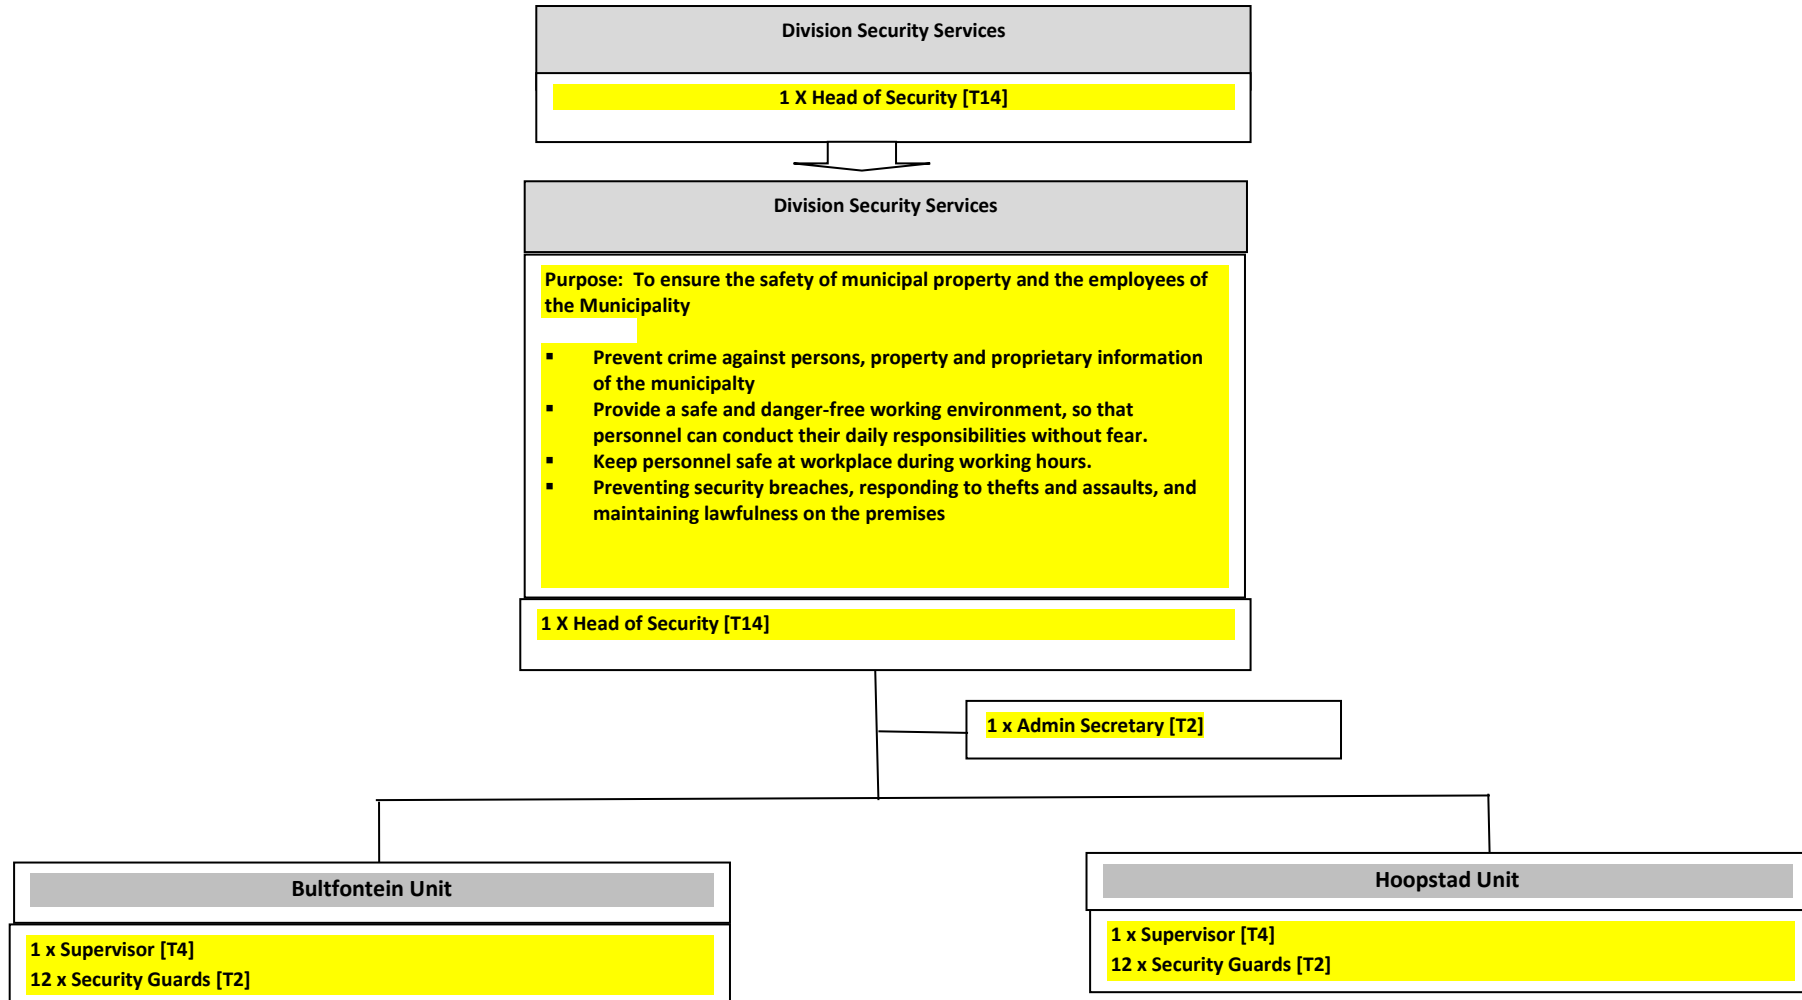 Division Security Services
1 X Head of Security [T14]
Division Security Services
Purpose:  To ensure the safety of municipal property and the employees of
the Municipality
▪ Prevent crime against persons, property and proprietary information
of the municipalty
▪ Provide a safe and danger-free working environment, so that
personnel can conduct their daily responsibilities without fear.
▪ Keep personnel safe at workplace during working hours.
▪ Preventing security breaches, responding to thefts and assaults, and
maintaining lawfulness on the premises
1 X Head of Security [T14]
1 x Admin Secretary [T2]
Bultfontein Unit
1 x Supervisor [T4]
12 x Security Guards [T2]
Hoopstad Unit
1 x Supervisor [T4]
12 x Security Guards [T2]